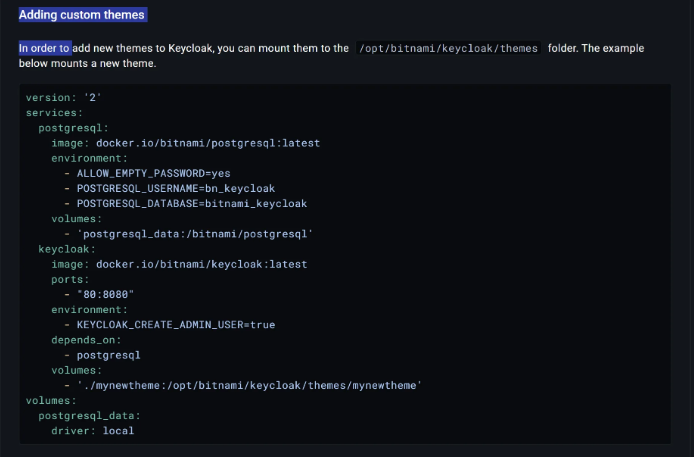 Adding custom themes
In order to add new themes to Keycloak, you can mount them to the /opt/bitnami/keycloak/themes folder. The example
below mounts a new theme.
version: '2'
services:
  postgresql:
    image: docker.io/bitnami/postgresql:latest
    environment:
      - ALLOW_EMPTY_PASSWORD=yes
      - POSTGRESQL_USERNAME=bn_keycloak
      - POSTGRESQL_DATABASE=bitnami_keycloak
    volumes:
      - 'postgresql_data:/bitnami/postgresql'
  keycloak:
    image: docker.io/bitnami/keycloak:latest
    ports:
      - "80:8080"
    environment:
      - KEYCLOAK_CREATE_ADMIN_USER=true
    depends_on:
      - postgresql
    volumes:
      - './mynewtheme:/opt/bitnami/keycloak/themes/mynewtheme'
volumes:
  postgresql_data:
    driver: local